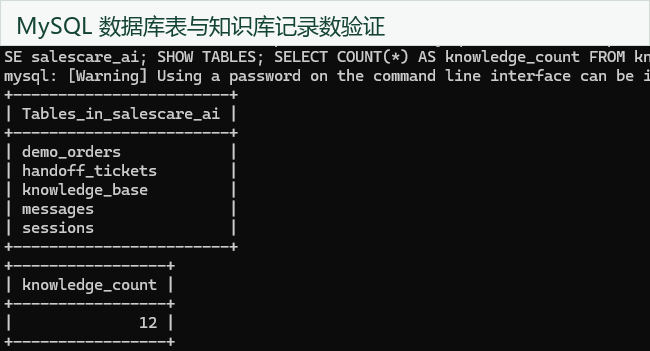 MySQL 数据库表与知识库记录数验证
SE salescare_ai; SHOW TABLES; SELECT COUNT(*) AS knowledge_count FROM kn
mysql: [Warning] Using a password on the command line interface can be i
+-----------------------+
| Tables_in_salescare_ai |
+-----------------------+
| demo_orders |
| handoff_tickets |
| knowledge_base |
| messages |
| sessions |
+-----------------------+
+-----------------+
| knowledge_count |
+-----------------+
| 12 |
+-----------------+